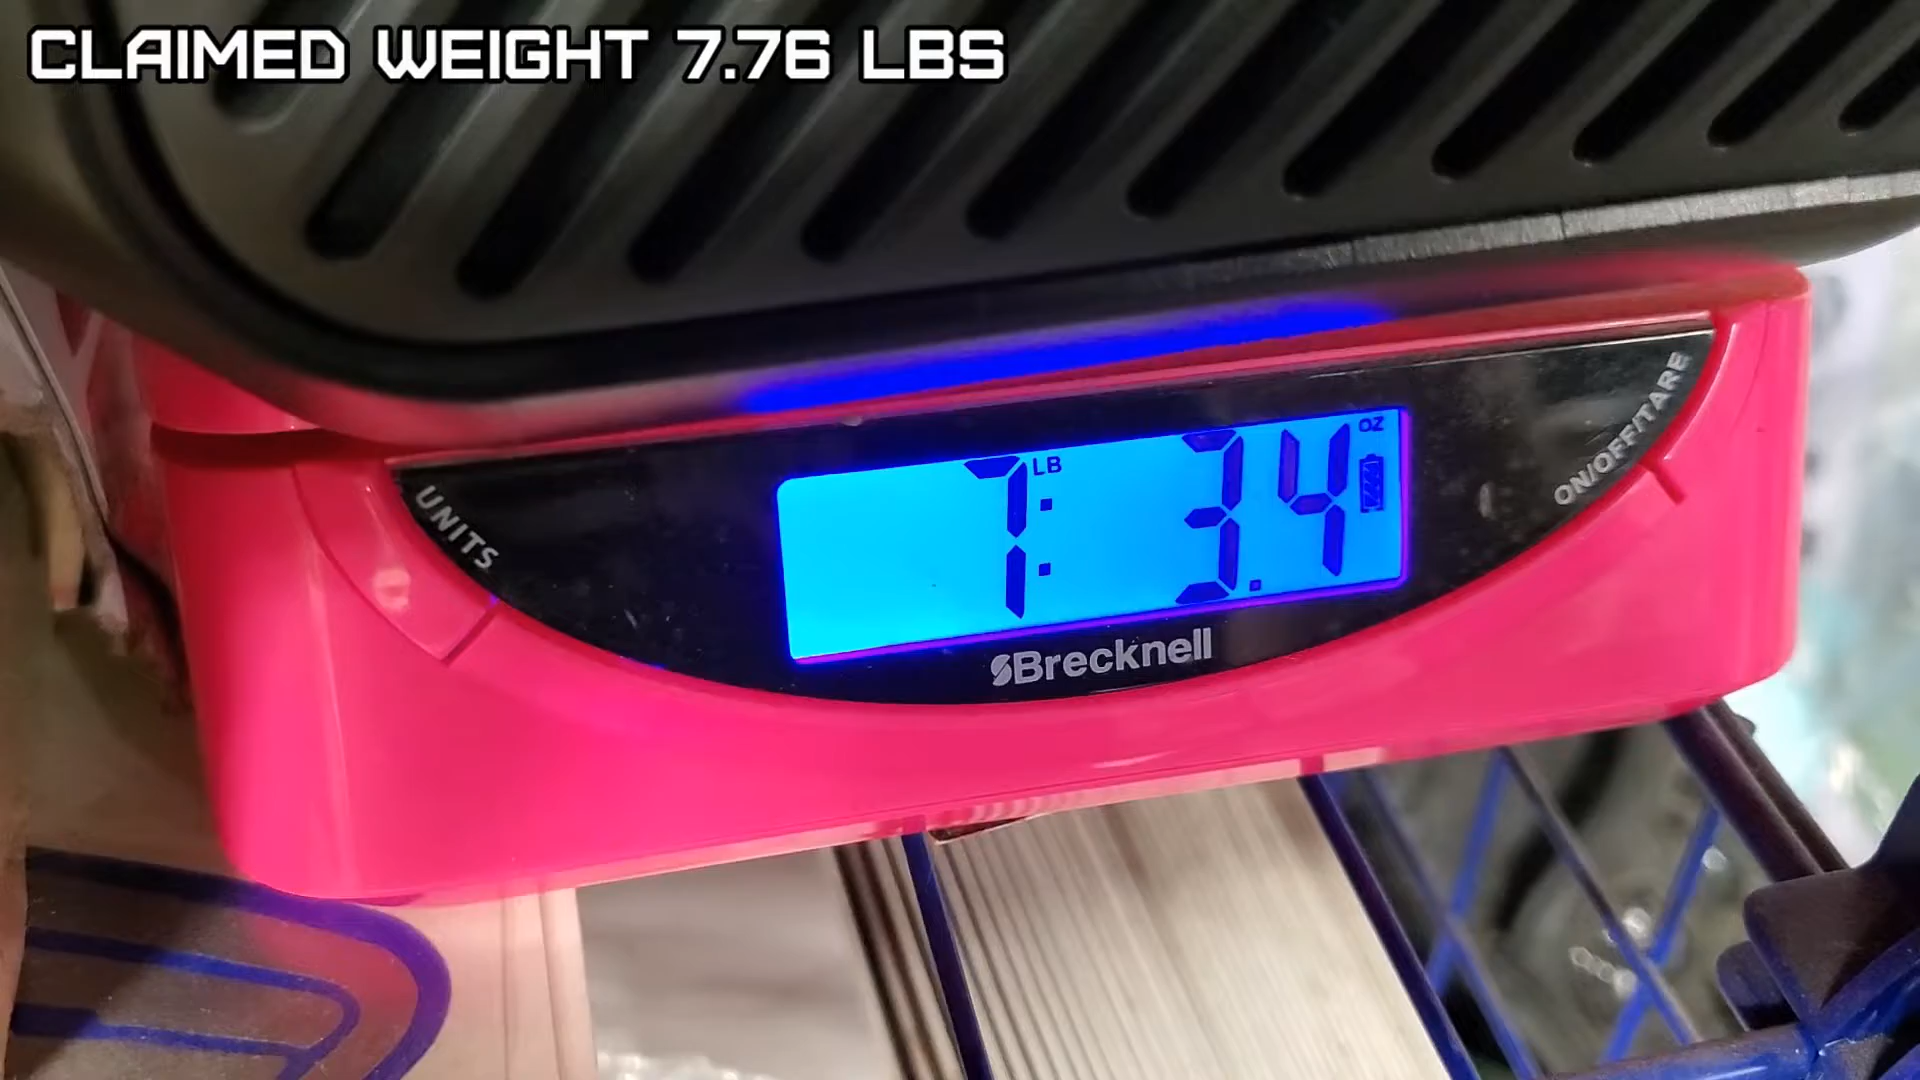 CLAIMED WEIGHT 7.76 LBS
UNITS
7 LB : 3.4 OZ
ON/OFF/TARE
Brecknell